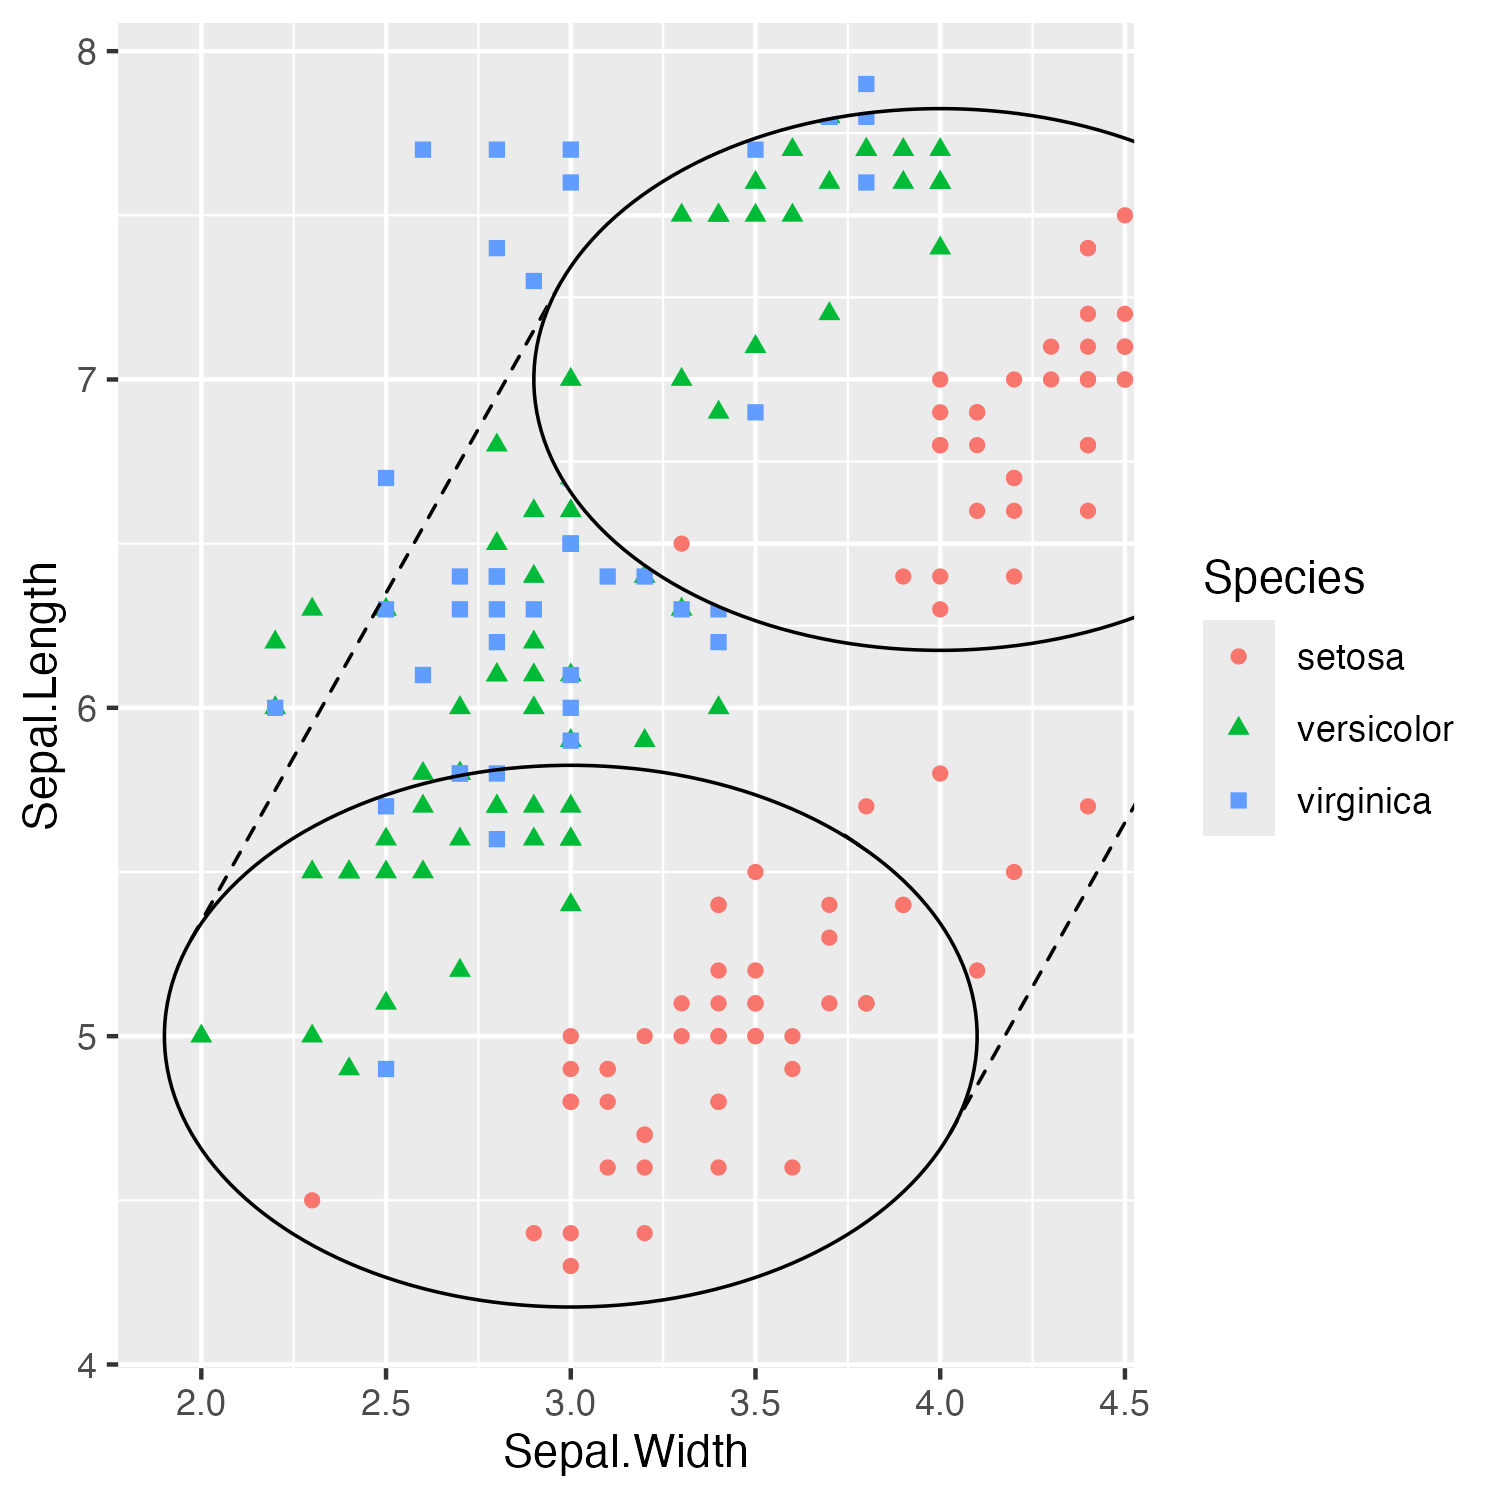 8
7
6
5
4
2.0 2.5 3.0 3.5 4.0 4.5
Sepal.Width
Sepal.Length
Species
setosa
versicolor
virginica